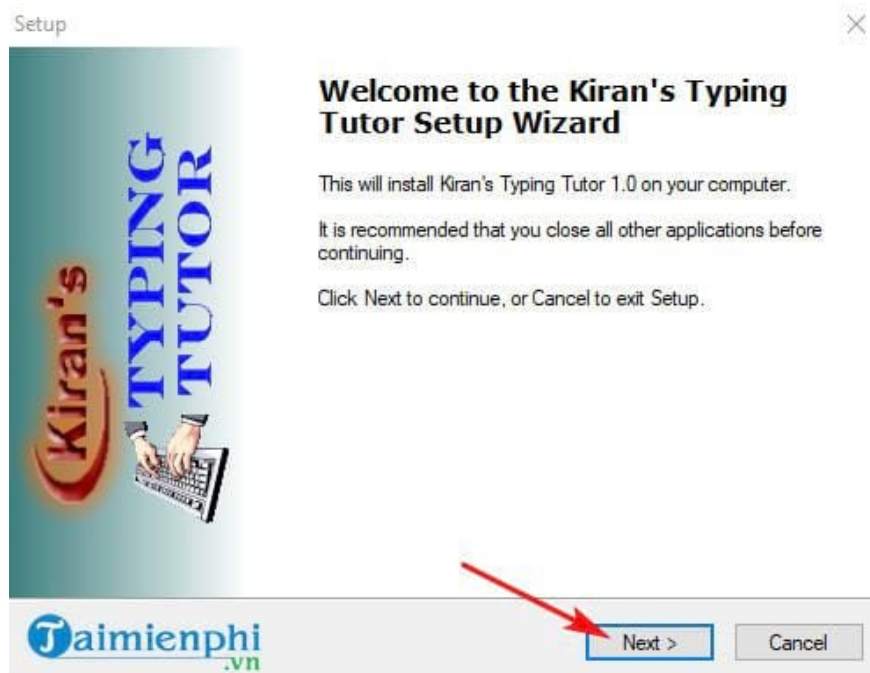 Setup
Kiran's
TYPING
TUTOR
Welcome to the Kiran's Typing
Tutor Setup Wizard
This will install Kiran's Typing Tutor 1.0 on your computer.
It is recommended that you close all other applications before
continuing.
Click Next to continue, or Cancel to exit Setup.
Taimienphi
.vn
Next >
Cancel